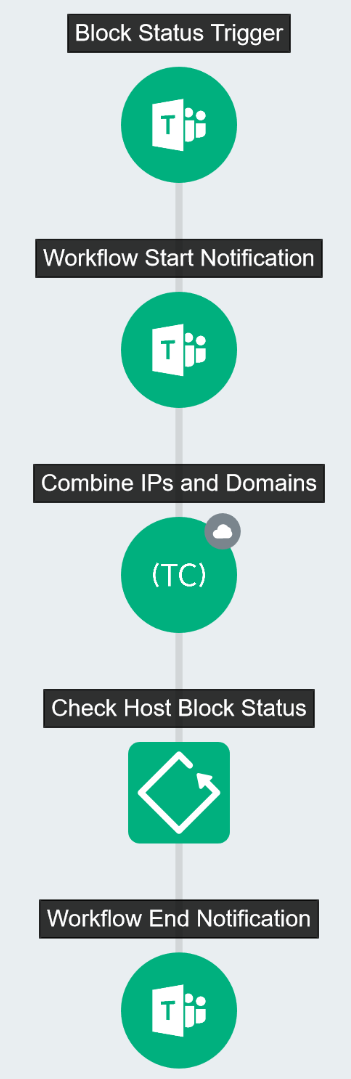 Block Status Trigger
T
Workflow Start Notification
T
Combine IPs and Domains
(TC)
Check Host Block Status
Workflow End Notification
T